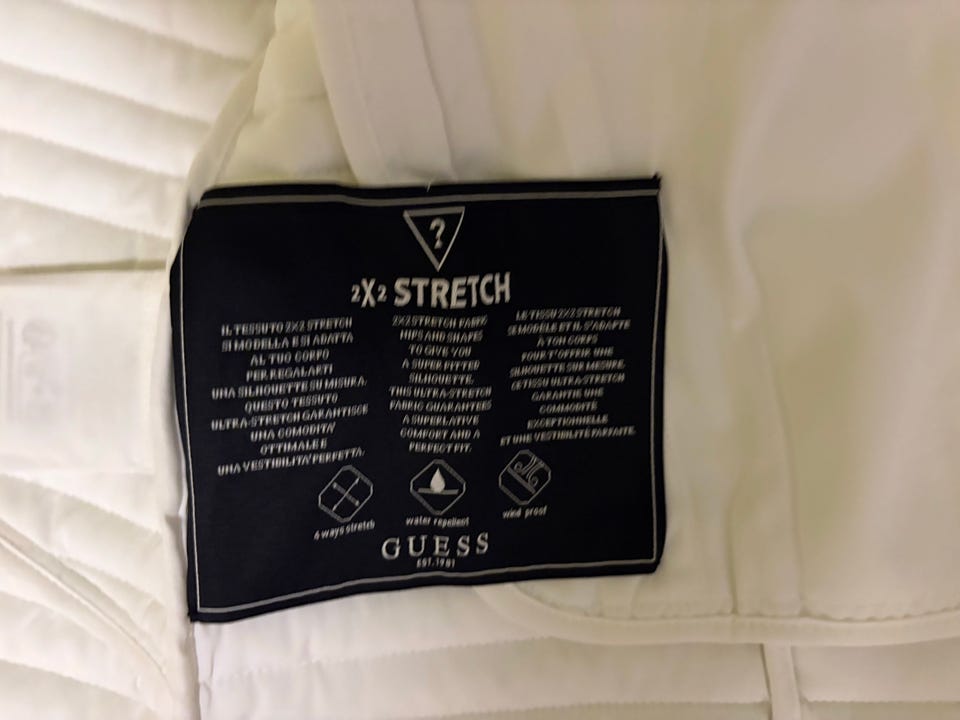 ?
2X2 STRETCH
IL TESSUTO 2X2 STRETCH
SI MODELLA E SI ADATTA
AL TUO CORPO
PER REGALARTI
UNA SILHOUETTE SU MISURA.
QUESTO TESSUTO
ULTRA-STRETCH GARANTISCE
UNA COMODITA'
OTTIMALE E
UNA VESTIBILITA' PERFETTA.
2X2 STRETCH FABRIC
HIPS AND SHAPES
TO GIVE YOU
A SUPER FITTER
SILHOUETTE.
THIS ULTRA-STRETCH
FABRIC GUARANTEES
A SUPERLATIVE
COMFORT AND A
PERFECT FIT.
LE TISSU 2X2 STRETCH
SE MODELE ET IL S'ADAPTE
À TON CORPS
POUR T'OFFRIR UNE
SILHOUETTE SUR MESURE.
CE TISSU ULTRA-STRETCH
GARANTIE UNE
COMMODITE
EXCEPTIONNELLE
ET UNE VESTIBILITÉ PARFAITE.
4 ways stretch
water repellent
wind proof
GUESS
EST. 1981